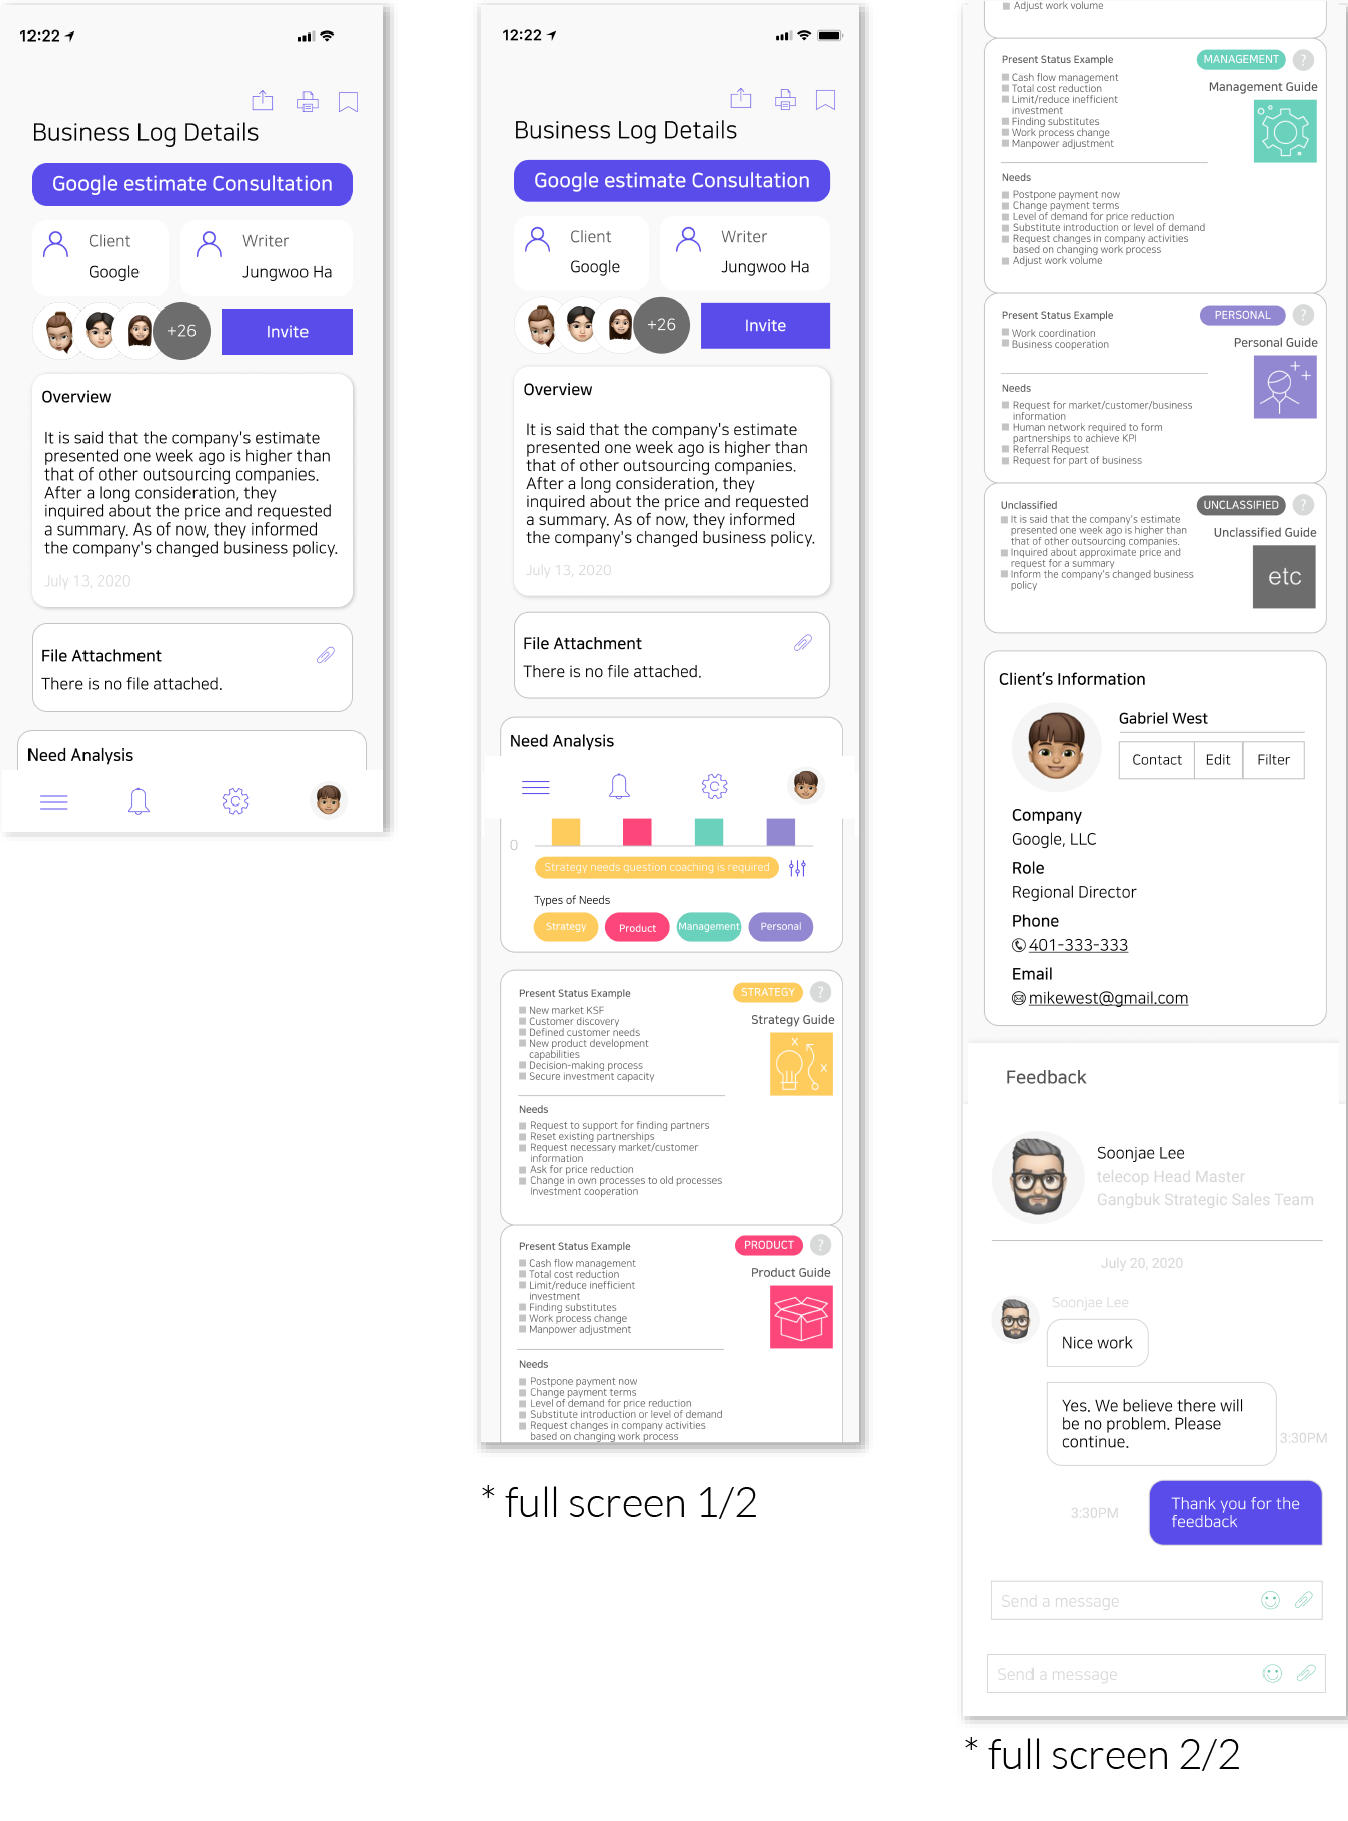 12:22
Business Log Details
Google estimate Consultation
Client
Google
Writer
Jungwoo Ha
+26
Invite
Overview
It is said that the company's estimate
presented one week ago is higher than
that of other outsourcing companies.
After a long consideration, they
inquired about the price and requested
a summary. As of now, they informed
the company's changed business policy.
July 13, 2020
File Attachment
There is no file attached.
Need Analysis
12:22
Business Log Details
Google estimate Consultation
Client
Google
Writer
Jungwoo Ha
+26
Invite
Overview
It is said that the company's estimate
presented one week ago is higher than
that of other outsourcing companies.
After a long consideration, they
inquired about the price and requested
a summary. As of now, they informed
the company's changed business policy.
July 13, 2020
File Attachment
There is no file attached.
Need Analysis
0
Strategy needs question coaching is required
Types of Needs
Strategy
Product
Management
Personal
Present Status Example
STRATEGY
?
Strategy Guide
New market KSF
Customer discovery
Defined customer needs
New product development
capabilities
Decision-making process
Secure investment capacity
X
X
Needs
Request to support for finding partners
Reset existing partnerships
Request necessary market/customer
information
Ask for price reduction
Change in own processes to old processes
investment cooperation
Present Status Example
PRODUCT
?
Product Guide
Cash flow management
Total cost reduction
Limit/reduce inefficient
investment
Finding substitutes
Work process change
Manpower adjustment
Needs
Postpone payment now
Change payment terms
Level of demand for price reduction
Substitute introduction or level of demand
Request changes in company activities
based on changing work process
* full screen 1/2
Adjust work volume
Present Status Example
MANAGEMENT
?
Management Guide
Cash flow management
Total cost reduction
Limit/reduce inefficient
investment
Finding substitutes
Work process change
Manpower adjustment
Needs
Postpone payment now
Change payment terms
Level of demand for price reduction
Substitute introduction or level of demand
Request changes in company activities
based on changing work process
Adjust work volume
Present Status Example
PERSONAL
?
Personal Guide
Work coordination
Business cooperation
Needs
Request for market/customer/business
information
Human network required to form
partnerships to achieve KPI
Referral Request
Request for part of business
Unclassified
UNCLASSIFIED
?
Unclassified Guide
It is said that the company's estimate
presented one week ago is higher than
that of other outsourcing companies.
Inquired about approximate price and
request for a summary
Inform the company's changed business
policy
etc
Client's Information
Gabriel West
Contact
Edit
Filter
Company
Google, LLC
Role
Regional Director
Phone
401-333-333
Email
mikewest@gmail.com
Feedback
Soonjae Lee
telecop Head Master
Gangbuk Strategic Sales Team
July 20, 2020
Soonjae Lee
Nice work
Yes. We believe there will
be no problem. Please
continue.
3:30PM
Thank you for the
feedback
3:30PM
Send a message
Send a message
* full screen 2/2